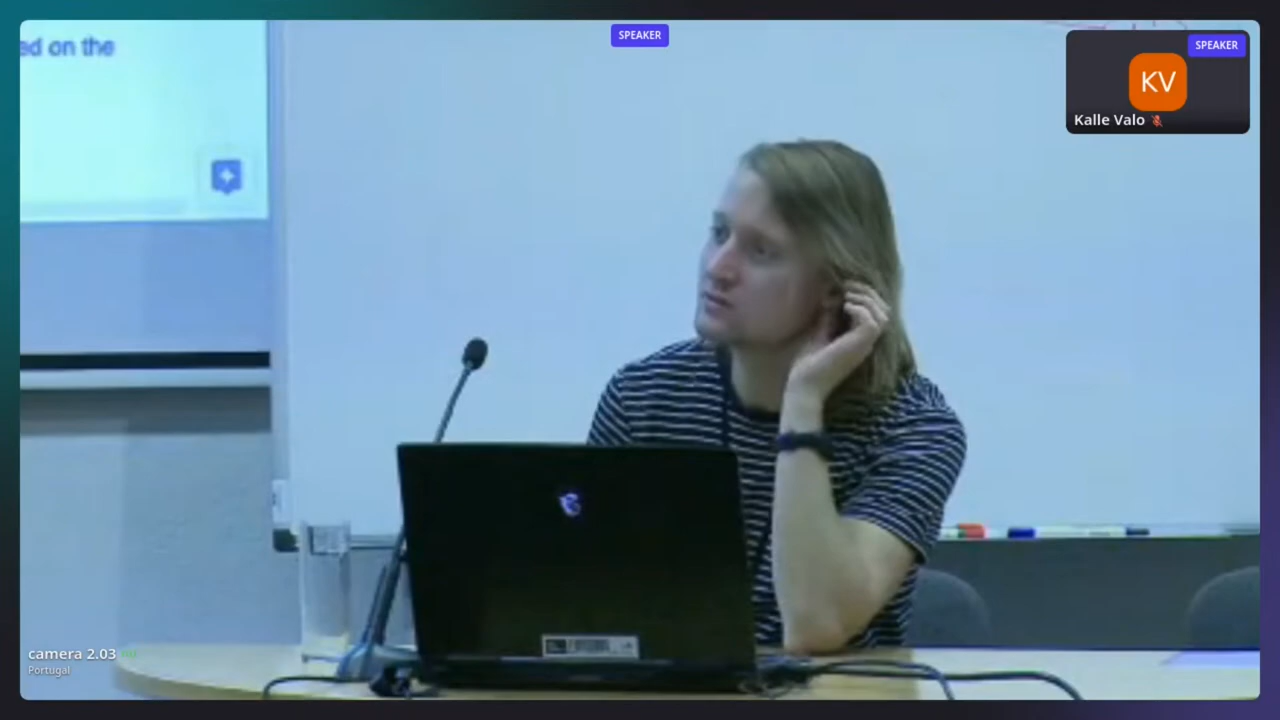 SPEAKER
ed on the
SPEAKER
KV
Kalle Valo
camera 2.03
Portugal